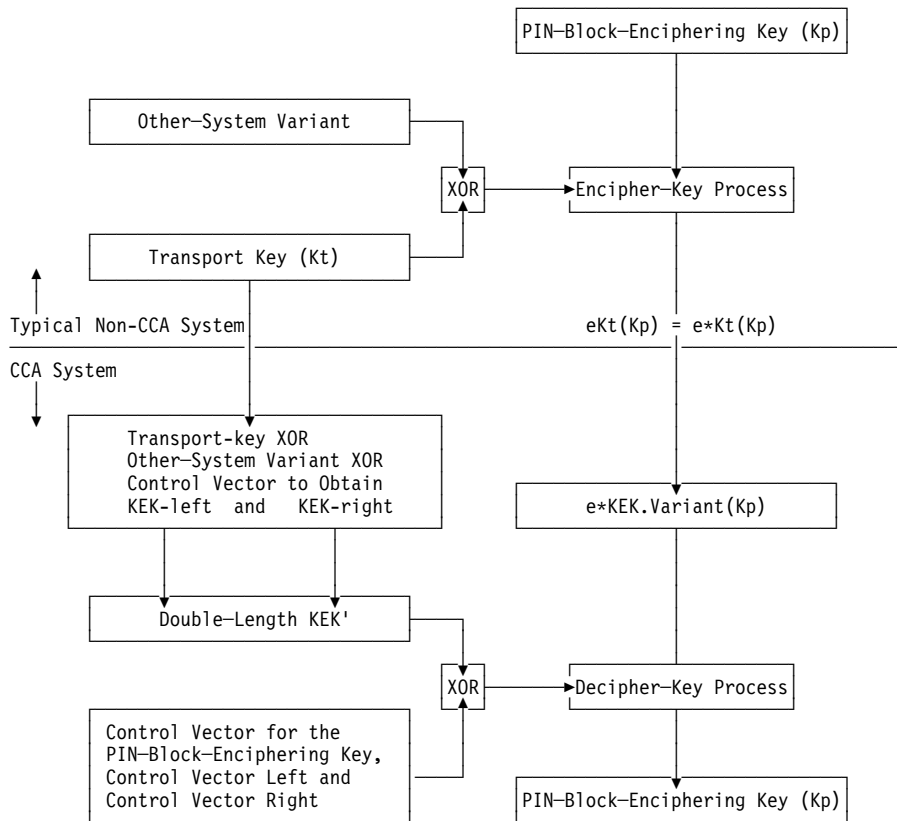 PIN–Block–Enciphering Key (Kp)
Other–System Variant
XOR
Encipher–Key Process
Transport Key (Kt)
Typical Non-CCA System
eKt(Kp) = e*Kt(Kp)
CCA System
Transport-key XOR
Other–System Variant XOR
Control Vector to Obtain
KEK-left and KEK-right
e*KEK.Variant(Kp)
Double–Length KEK'
XOR
Decipher–Key Process
Control Vector for the
PIN–Block–Enciphering Key,
Control Vector Left and
Control Vector Right
PIN–Block–Enciphering Key (Kp)